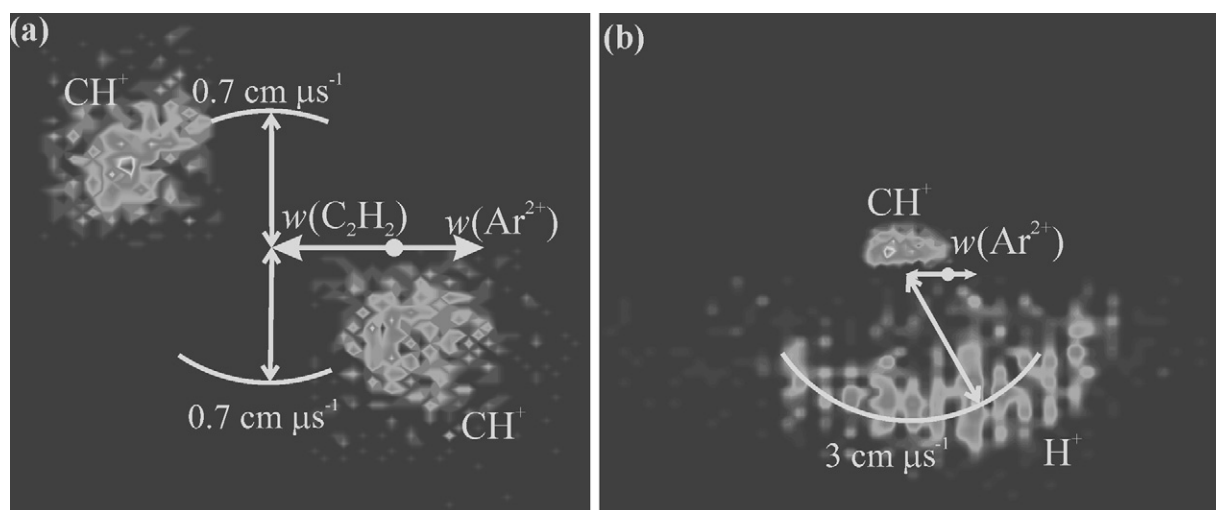 (a)
CH⁺
0.7 cm μs⁻¹
w(C₂H₂)
w(Ar²⁺)
0.7 cm μs⁻¹
CH⁺
(b)
CH⁺
w(Ar²⁺)
3 cm μs⁻¹
H⁺